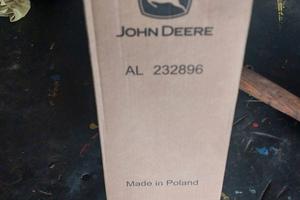 JOHN DEERE
AL 232896
Made in Poland